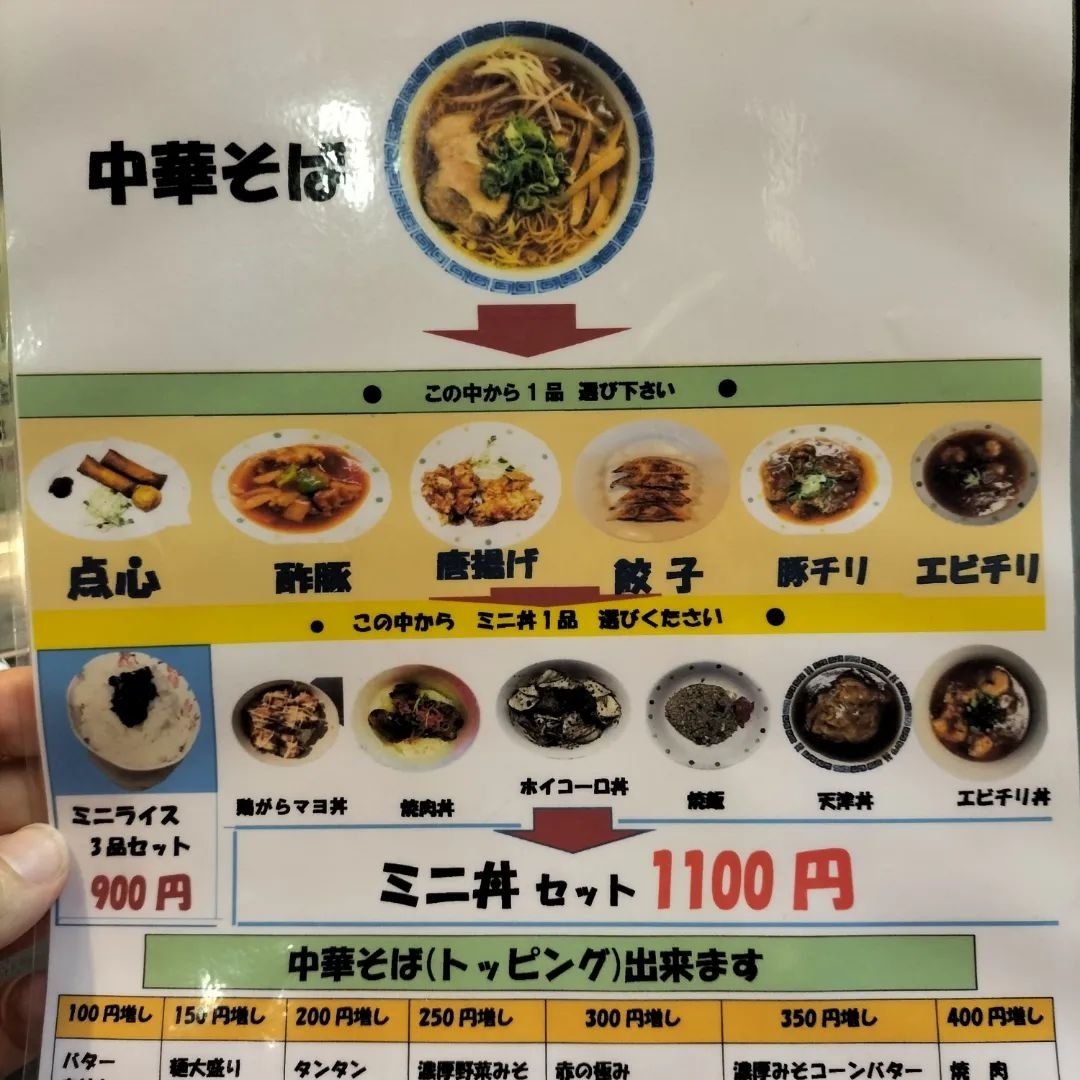 中華そば
● この中から1品 選び下さい ●
点心 酢豚 唐揚げ 餃子 豚チリ エビチリ
● この中から ミニ丼1品 選びください ●
ミニライス
3品セット
900円
鶏がらマヨ丼 焼肉丼 ホイコーロ丼 焼飯 天津丼 エビチリ丼
ミニ丼 セット 1100円
中華そば(トッピング)出来ます
100円増し 150円増し 200円増し 250円増し 300円増し 350円増し 400円増し
バター 麺大盛り タンタン 濃厚野菜みそ 赤の極み 濃厚みそコーンバター 焼 肉